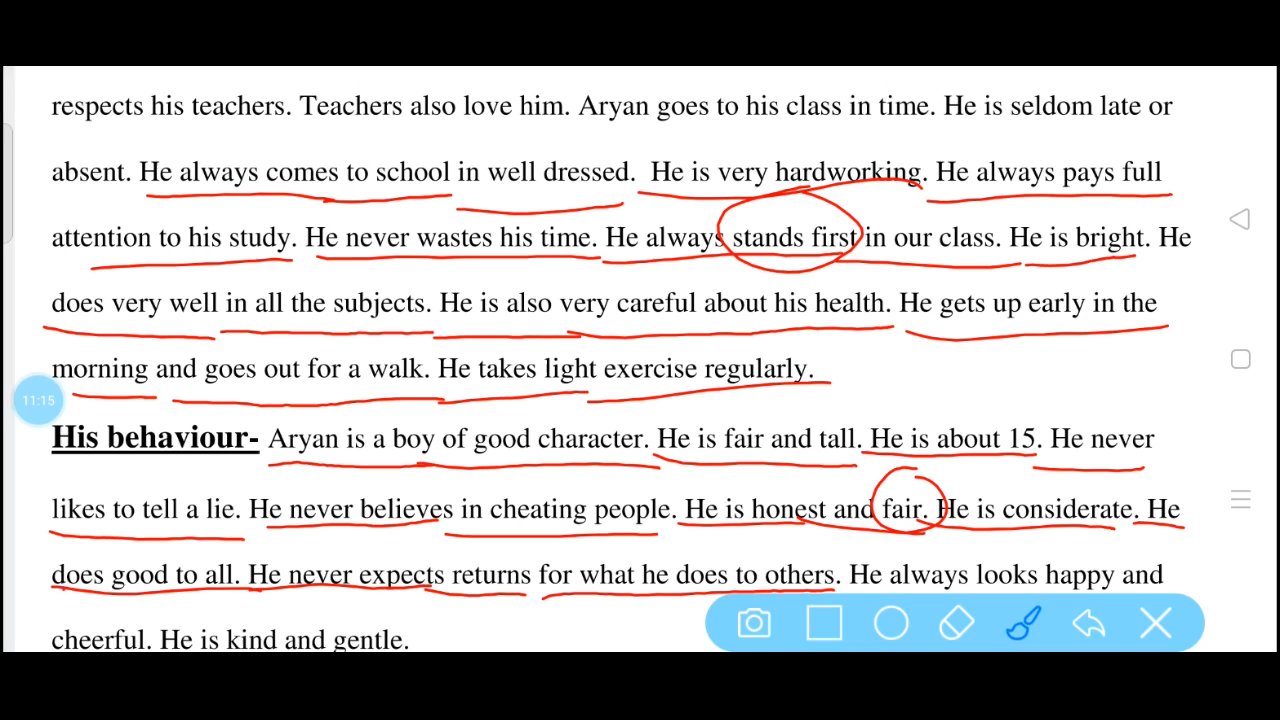 respects his teachers. Teachers also love him. Aryan goes to his class in time. He is seldom late or
absent. He always comes to school in well dressed. He is very hardworking. He always pays full
attention to his study. He never wastes his time. He always stands first in our class. He is bright. He
does very well in all the subjects. He is also very careful about his health. He gets up early in the
morning and goes out for a walk. He takes light exercise regularly.
11:15
His behaviour- Aryan is a boy of good character. He is fair and tall. He is about 15. He never
likes to tell a lie. He never believes in cheating people. He is honest and fair. He is considerate. He
does good to all. He never expects returns for what he does to others. He always looks happy and
cheerful. He is kind and gentle.